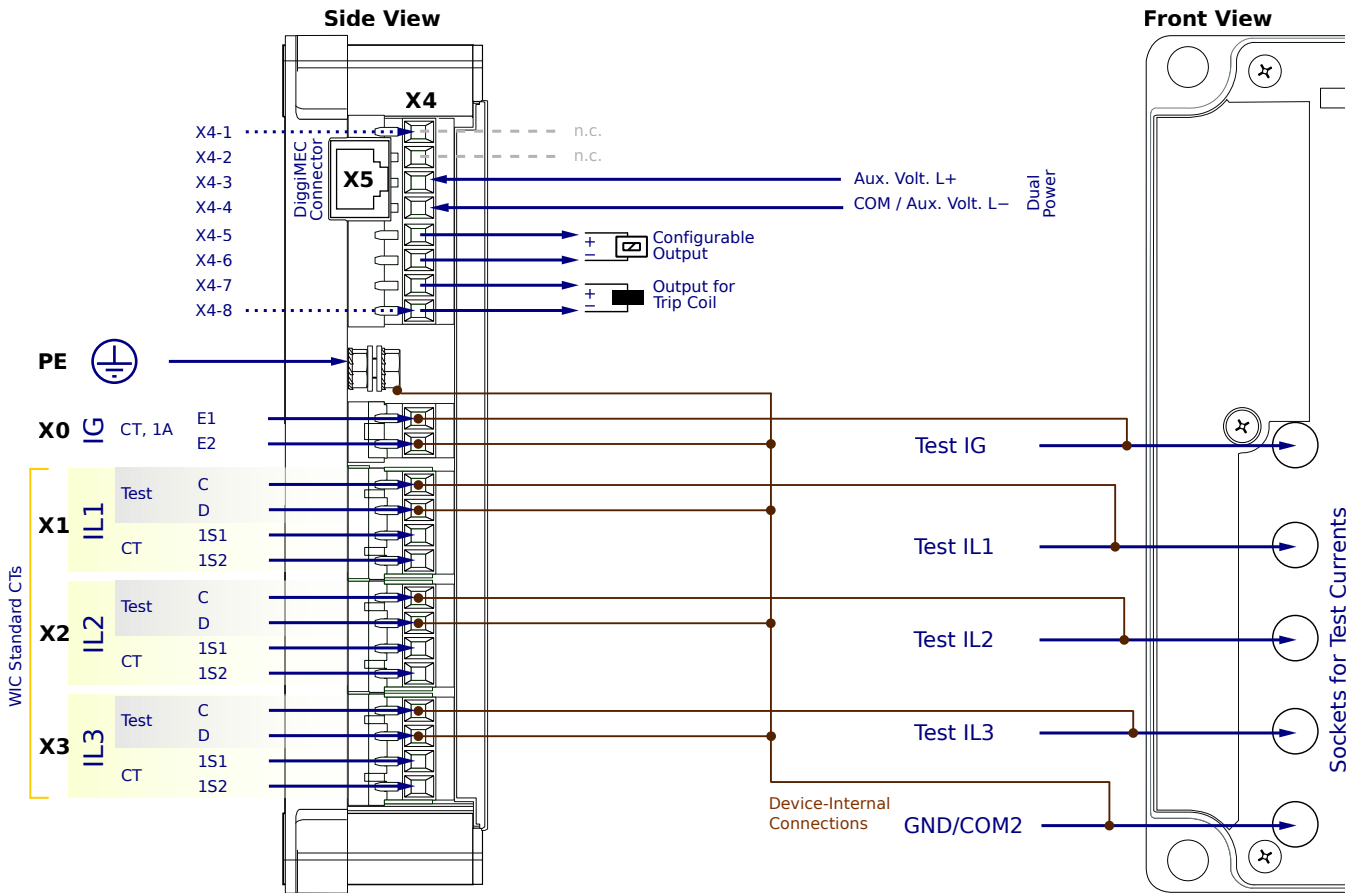 Side View
Front View
X4
X4-1
n.c.
X4-2
n.c.
X4-3
Aux. Volt. L+
X4-4
COM / Aux. Volt. L−
Dual
Power
DiggiMEC
Connector
X5
X4-5
+
−
Configurable
Output
X4-6
X4-7
+
−
Output for
Trip Coil
X4-8
PE
X0
IG
CT, 1A
E1
E2
Test IG
WIC Standard CTs
X1
IL1
Test
C
D
CT
1S1
1S2
Test IL1
X2
IL2
Test
C
D
CT
1S1
1S2
Test IL2
X3
IL3
Test
C
D
CT
1S1
1S2
Test IL3
Device-Internal
Connections
GND/COM2
Sockets for Test Currents